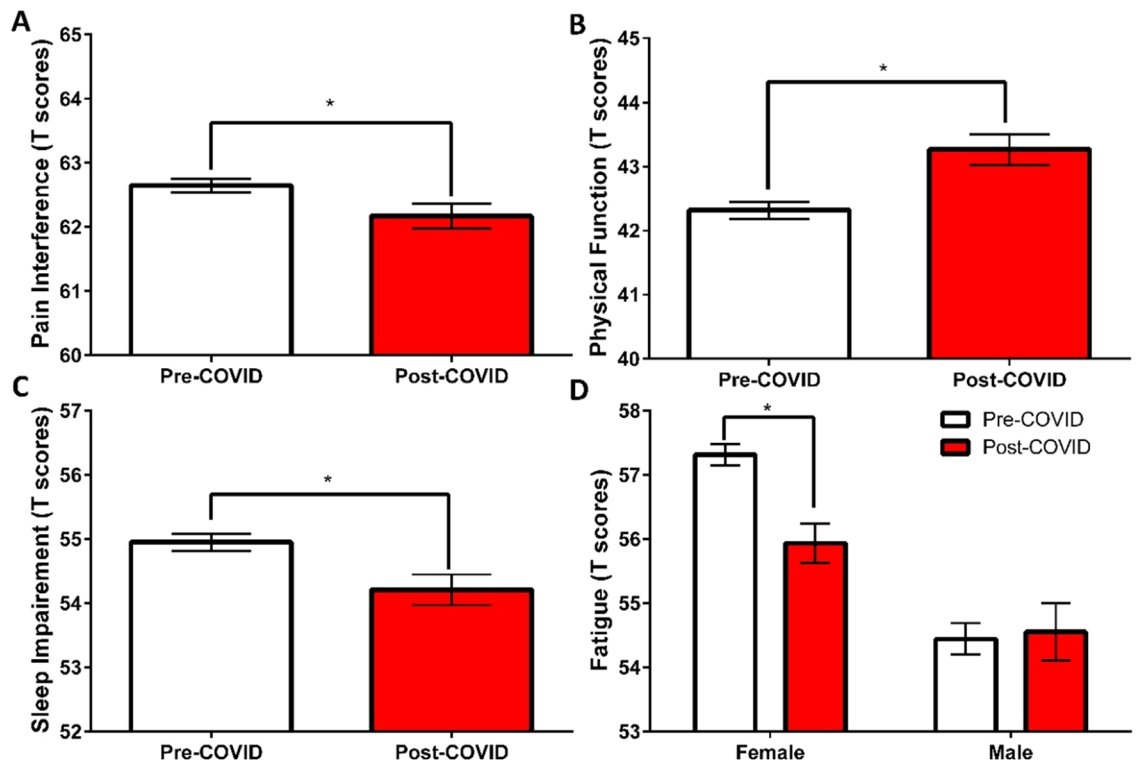 A
Pain Interference (T scores)
65
64
63
62
61
60
*
Pre-COVID
Post-COVID
B
Physical Function (T scores)
45
44
43
42
41
40
*
Pre-COVID
Post-COVID
C
Sleep Impairement (T scores)
57
56
55
54
53
52
*
Pre-COVID
Post-COVID
D
Fatigue (T scores)
58
57
56
55
54
53
*
Pre-COVID
Post-COVID
Female
Male